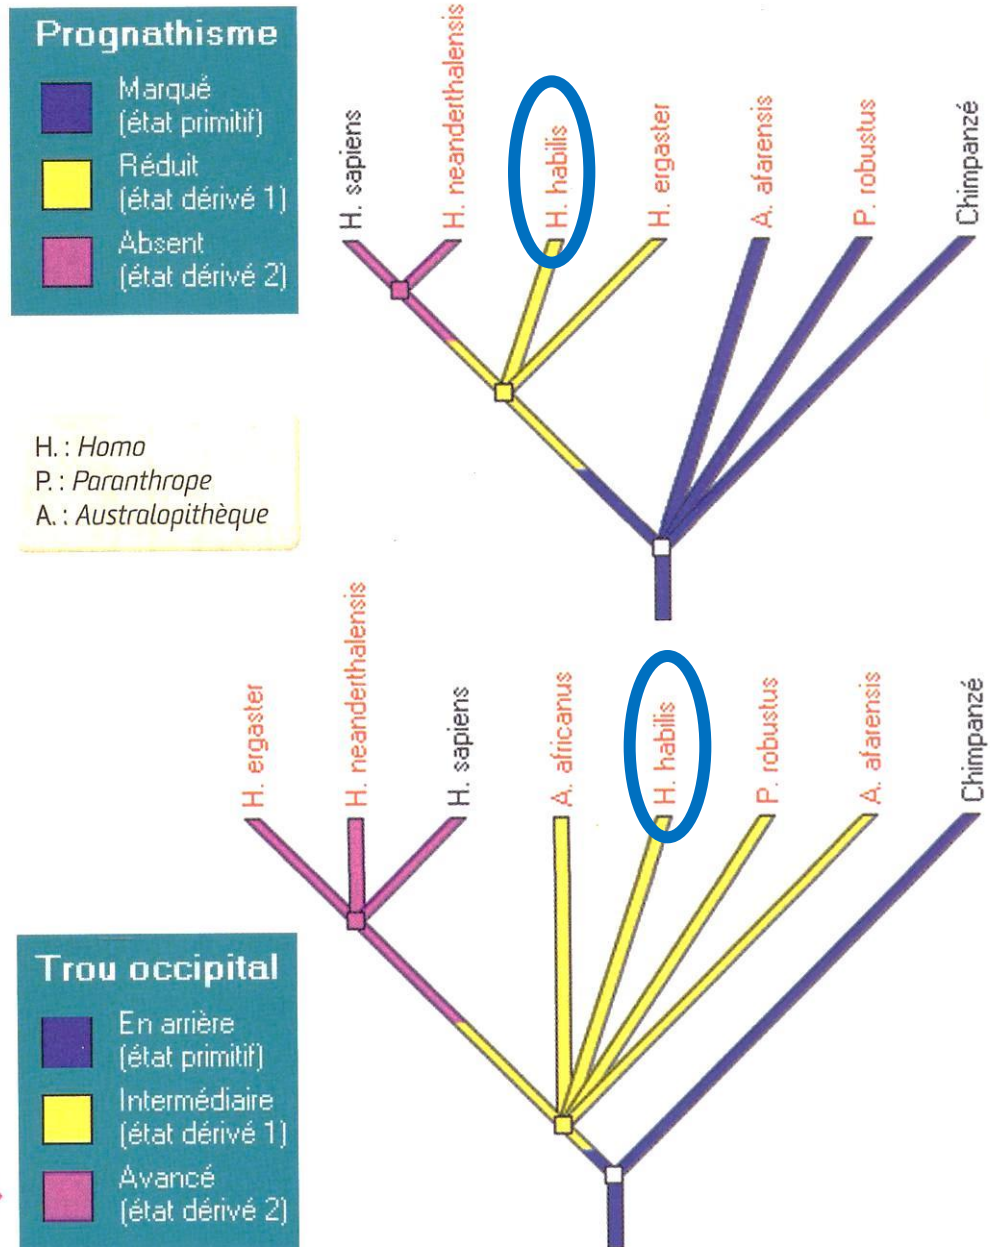 Prognathisme
Marqué
(état primitif)
Réduit
(état dérivé 1)
Absent
(état dérivé 2)
H. sapiens
H. neanderthalensis
H. habilis
H. ergaster
A. afarensis
P. robustus
Chimpanzé
H. : Homo
P. : Paranthrope
A. : Australopithèque
H. ergaster
H. neanderthalensis
H. sapiens
A. africanus
H. habilis
P. robustus
A. afarensis
Chimpanzé
Trou occipital
En arrière
(état primitif)
Intermédiaire
(état dérivé 1)
Avancé
(état dérivé 2)